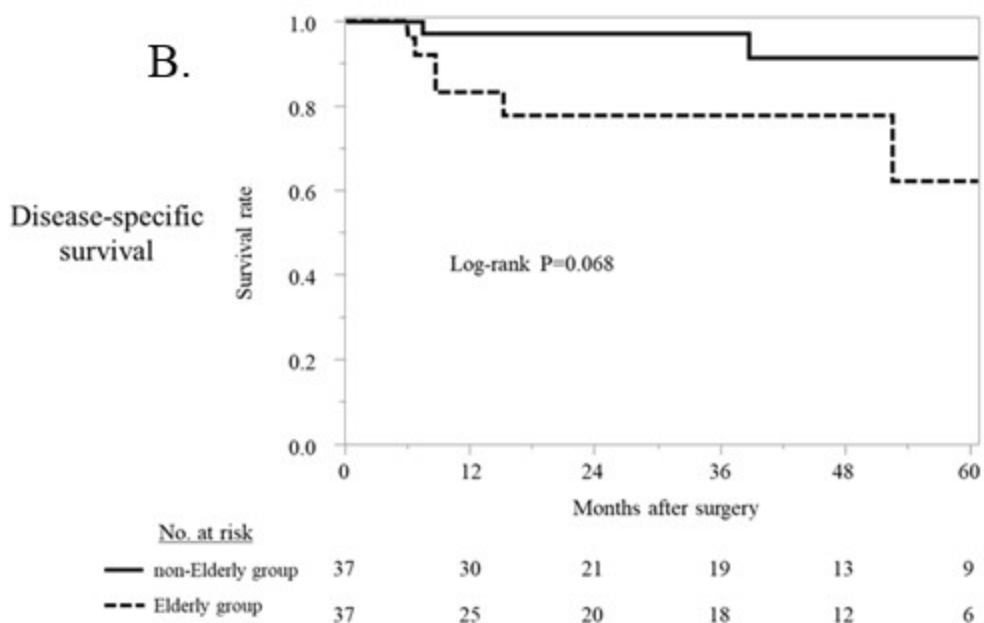 B.
Disease-specific
survival
Survival rate
1.0
0.8
0.6
0.4
0.2
0.0
Log-rank P=0.068
0 12 24 36 48 60
Months after surgery
No. at risk
non-Elderly group 37 30 21 19 13 9
Elderly group 37 25 20 18 12 6